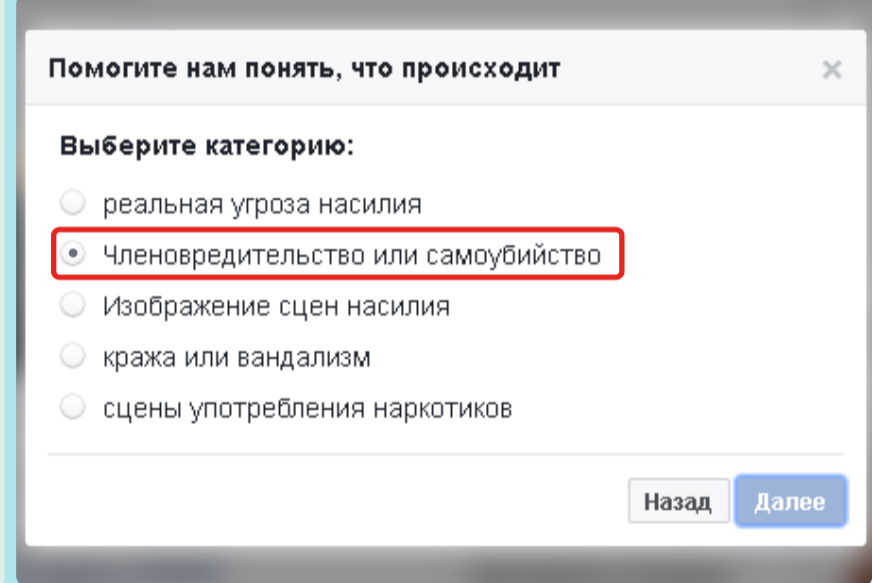 Помогите нам понять, что происходит
Выберите категорию:
реальная угроза насилия
Членовредительство или самоубийство
Изображение сцен насилия
кража или вандализм
сцены употребления наркотиков
Назад Далее